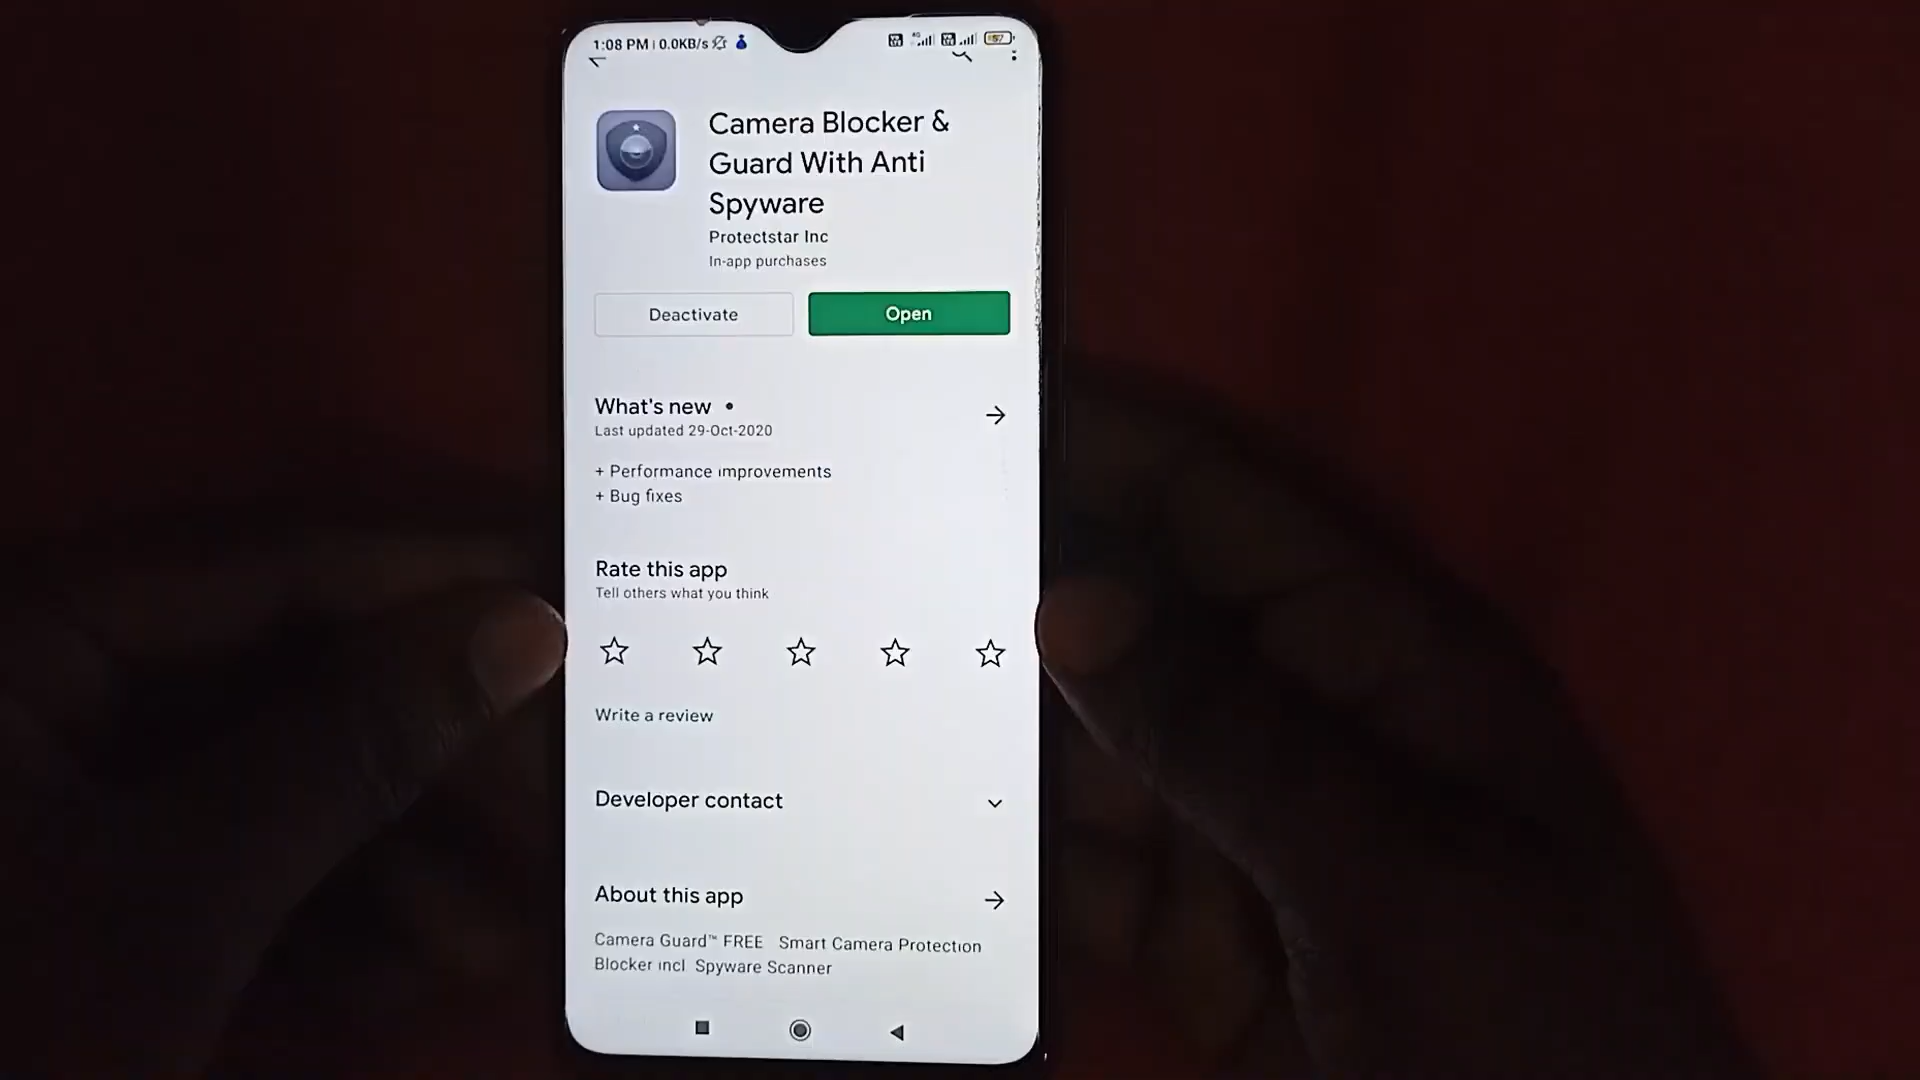 1:08 PM | 0.0KB/s
57
Camera Blocker &
Guard With Anti
Spyware
Protectstar Inc
In-app purchases
Deactivate
Open
What's new •
Last updated 29-Oct-2020
+ Performance improvements
+ Bug fixes
Rate this app
Tell others what you think
Write a review
Developer contact
About this app
Camera Guard™ FREE Smart Camera Protection
Blocker incl Spyware Scanner